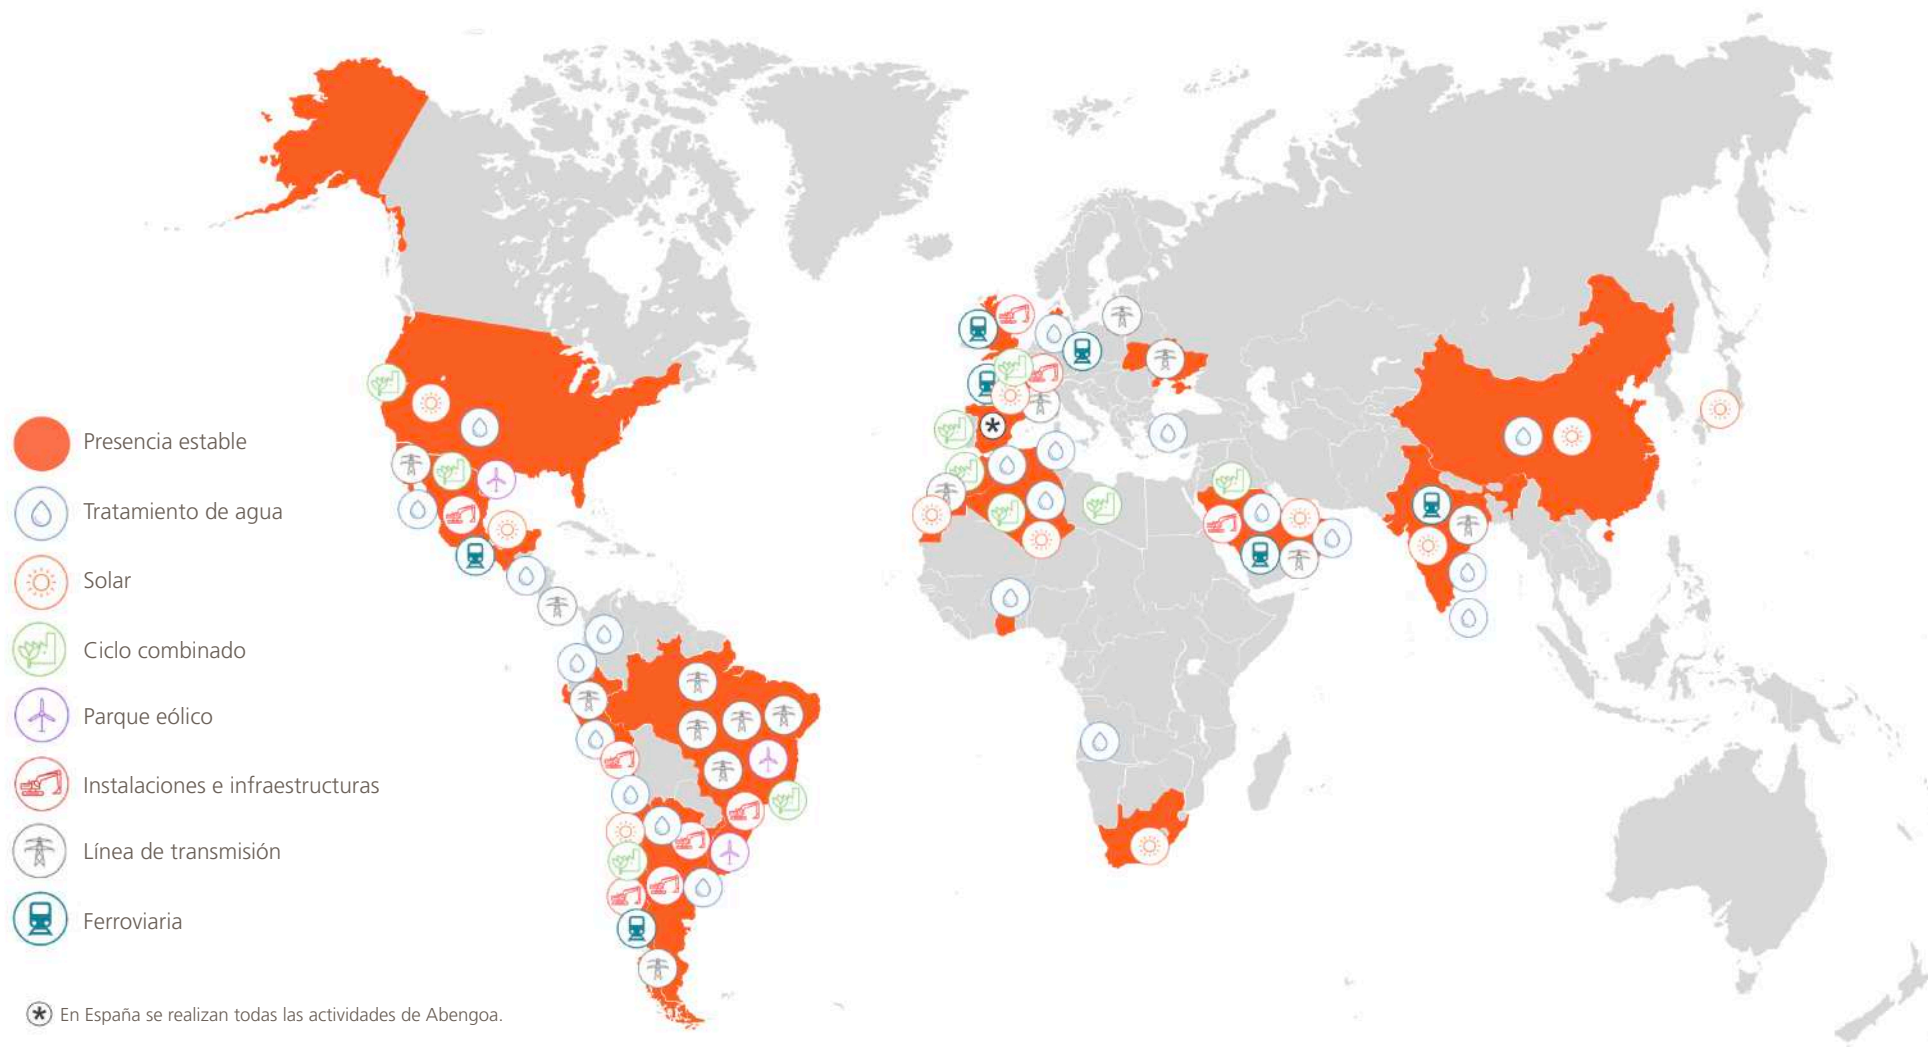 Presencia estable
Tratamiento de agua
Solar
Ciclo combinado
Parque eólico
Instalaciones e infraestructuras
Línea de transmisión
Ferroviaria
* En España se realizan todas las actividades de Abengoa.
*